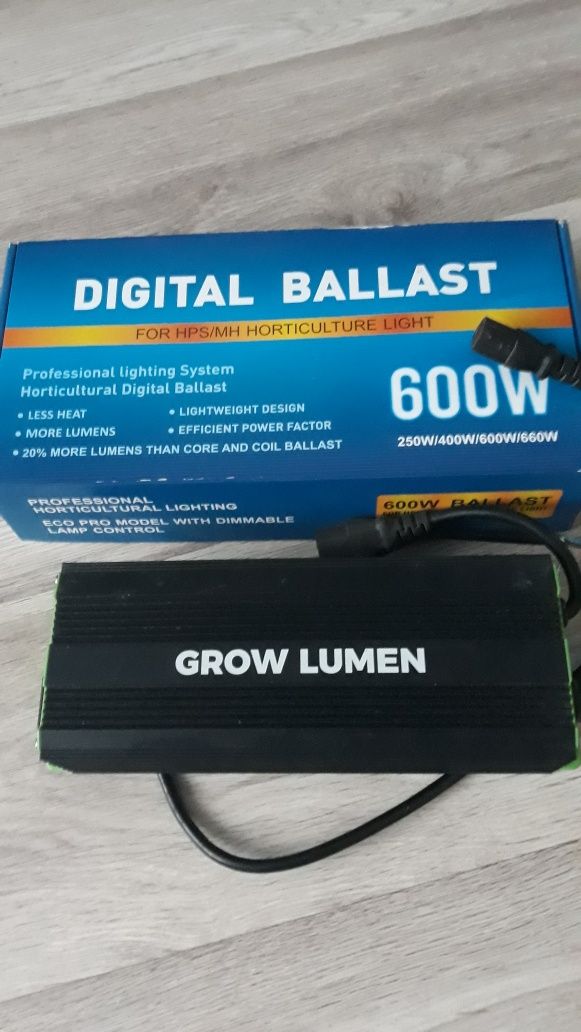 DIGITAL BALLAST
FOR HPS/MH HORTICULTURE LIGHT
Professional lighting System
Horticultural Digital Ballast
• LESS HEAT
• LIGHTWEIGHT DESIGN
• MORE LUMENS
• EFFICIENT POWER FACTOR
• 20% MORE LUMENS THAN CORE AND COIL BALLAST
600W
250W/400W/600W/660W
PROFESSIONAL
HORTICULTURAL LIGHTING
ECO PRO MODEL WITH DIMMABLE
LAMP CONTROL
600W BALLAST
LIGHT
GROW LUMEN